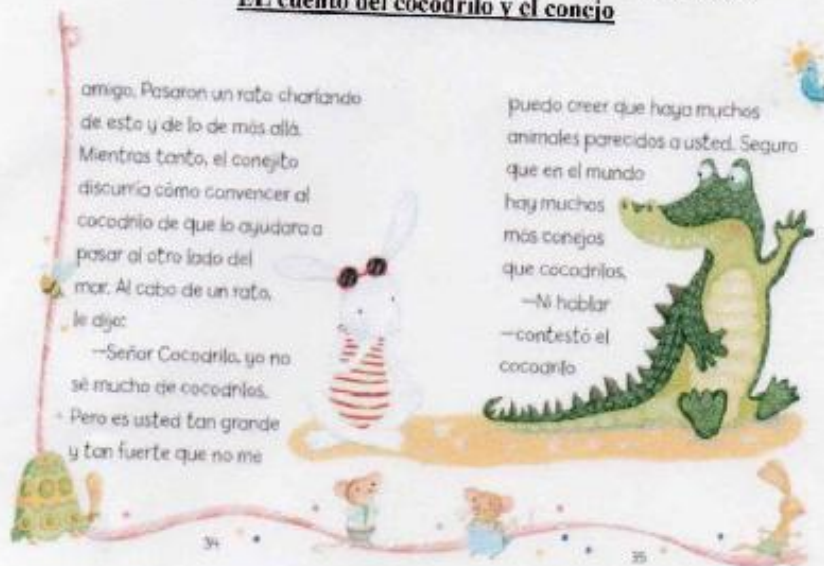 EL cuento del cocodrilo y el conejo
amigo. Pasaron un rato charlando
de esto y de lo de más allá.
Mientras tanto, el conejito
discurría cómo convencer al
cocodrilo de que lo ayudara a
pasar al otro lado del
mar. Al cabo de un rato,
le dijo:
—Señor Cocodrilo, yo no
sé mucho de cocodrilos.
Pero es usted tan grande
y tan fuerte que no me
34
puedo creer que haya muchos
animales parecidos a usted. Seguro
que en el mundo
hay muchos
más conejos
que cocodrilos.
—Ni hablar
—contestó el
cocodrilo
35